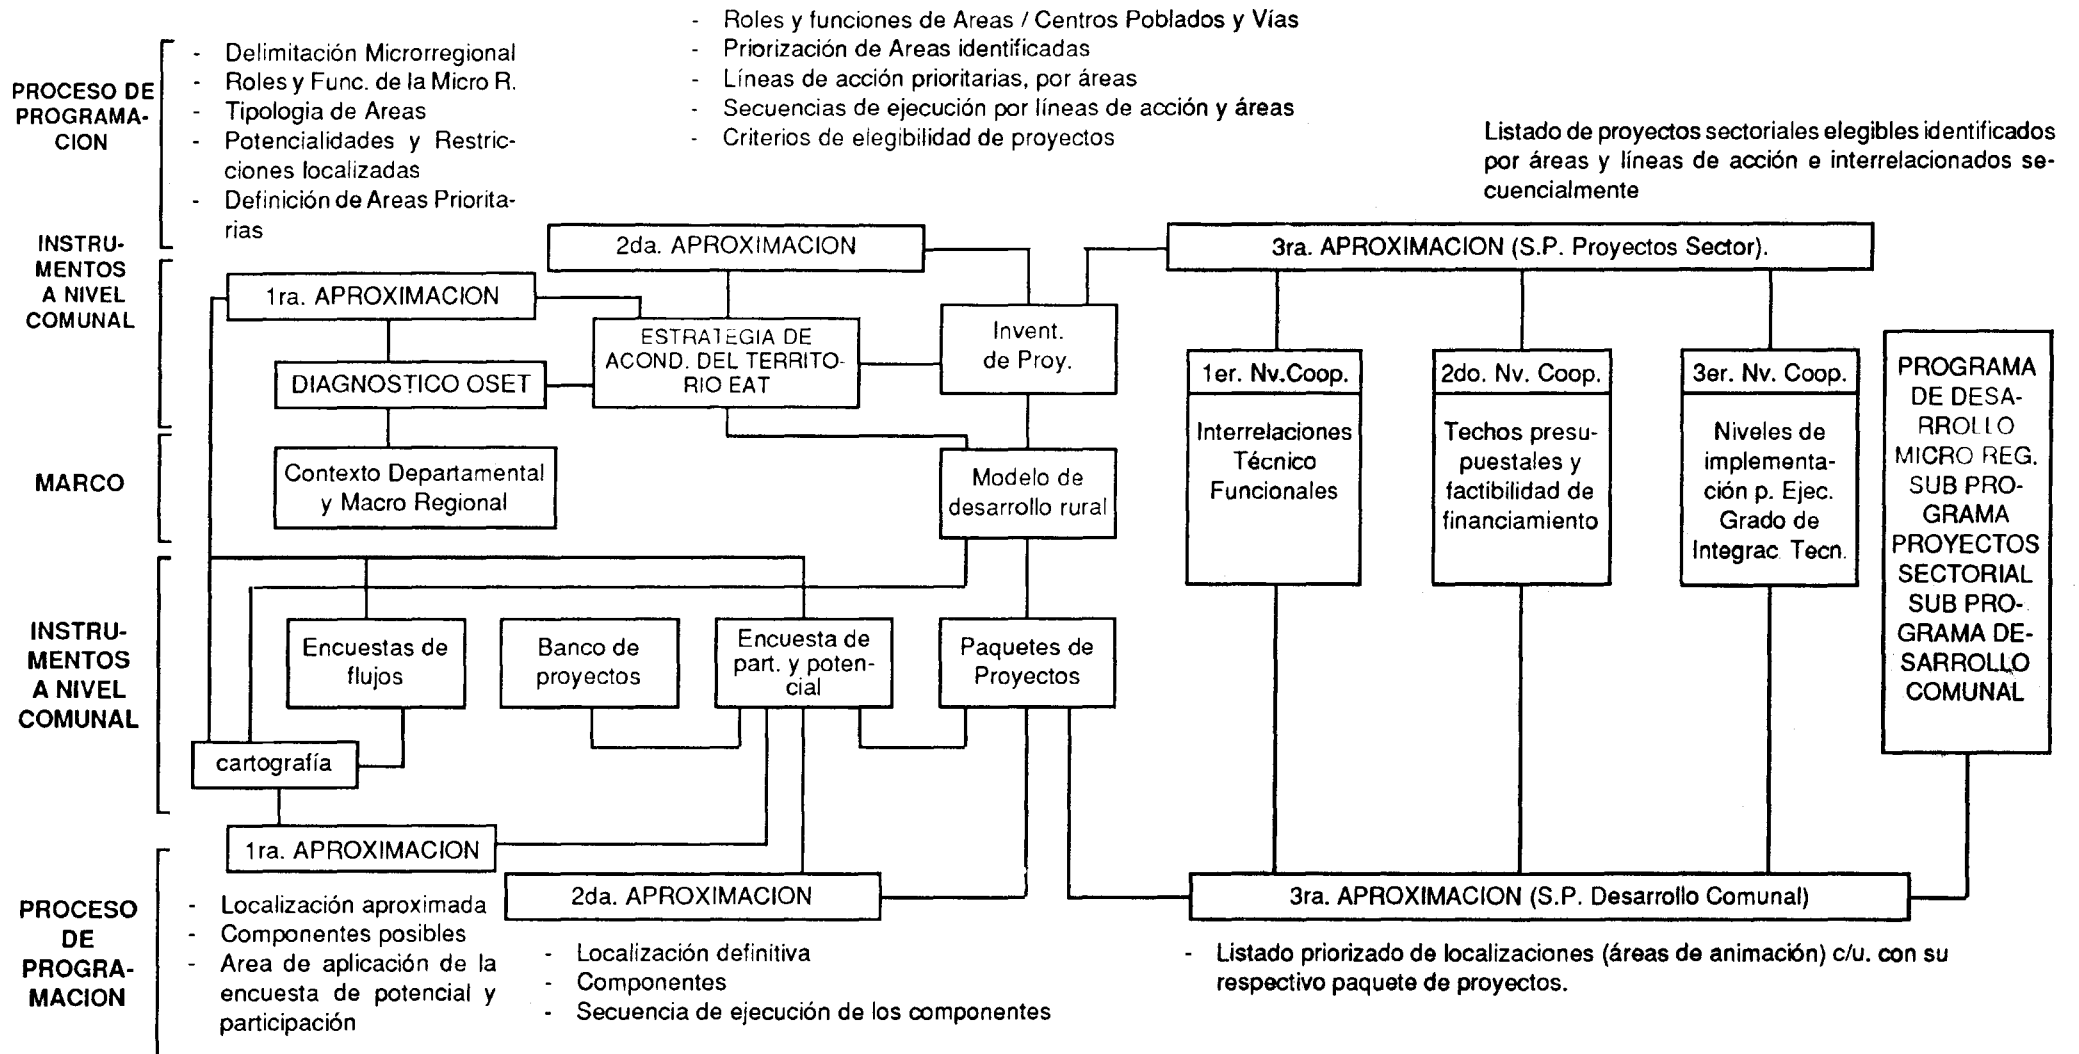 - Roles y funciones de Areas / Centros Poblados y Vías
- Priorización de Areas identificadas
- Líneas de acción prioritarias, por áreas
- Secuencias de ejecución por líneas de acción y áreas
- Criterios de elegibilidad de proyectos
PROCESO DE
PROGRAMA-
CION
- Delimitación Microrregional
- Roles y Func. de la Micro R.
- Tipologia de Areas
- Potencialidades y Restric-
ciones localizadas
- Definición de Areas Priorita-
rias
Listado de proyectos sectoriales elegibles identificados
por áreas y líneas de acción e interrelacionados se-
cuencialmente
INSTRU-
MENTOS
A NIVEL
COMUNAL
1ra. APROXIMACION
2da. APROXIMACION
3ra. APROXIMACION (S.P. Proyectos Sector).
DIAGNOSTICO OSET
ESTRATEGIA DE
ACOND. DEL TERRITO-
RIO EAT
Invent.
de Proy.
1er. Nv.Coop.
Interrelaciones
Técnico
Funcionales
2do. Nv. Coop.
Techos presu-
puestales y
factibilidad de
financiamiento
3er. Nv. Coop.
Niveles de
implementa-
ción p. Ejec.
Grado de
Integrac. Tecn.
PROGRAMA
DE DESA-
RROLLO
MICRO REG.
SUB PRO-
GRAMA
PROYECTOS
SECTORIAL
SUB PRO-
GRAMA DE-
SARROLLO
COMUNAL
MARCO
Contexto Departamental
y Macro Regional
Modelo de
desarrollo rural
INSTRU-
MENTOS
A NIVEL
COMUNAL
Encuestas de
flujos
Banco de
proyectos
Encuesta de
part. y poten-
cial
Paquetes de
Proyectos
cartografía
1ra. APROXIMACION
2da. APROXIMACION
3ra. APROXIMACION (S.P. Desarrollo Comunal)
PROCESO
DE
PROGRA-
MACION
- Localización aproximada
- Componentes posibles
- Area de aplicación de la
encuesta de potencial y
participación
- Localización definitiva
- Componentes
- Secuencia de ejecución de los componentes
- Listado priorizado de localizaciones (áreas de animación) c/u. con su
respectivo paquete de proyectos.